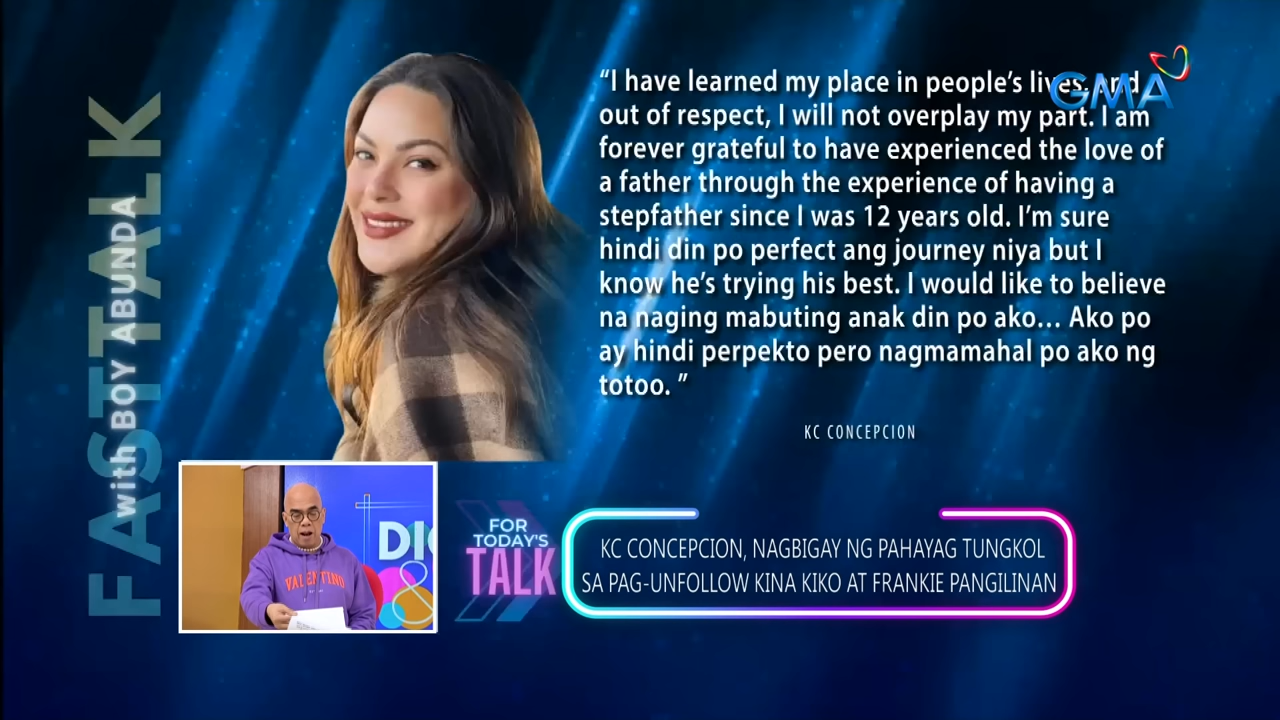 FAST TALK
with BOY ABUNDA
GMA
“I have learned my place in people’s lives, and
out of respect, I will not overplay my part. I am
forever grateful to have experienced the love of
a father through the experience of having a
stepfather since I was 12 years old. I’m sure
hindi din po perfect ang journey niya but I
know he’s trying his best. I would like to believe
na naging mabuting anak din po ako… Ako po
ay hindi perpekto pero nagmamahal po ako ng
totoo. ”
KC CONCEPCION
VALENTINO
DI
&
FOR
TODAY'S
TALK
KC CONCEPCION, NAGBIGAY NG PAHAYAG TUNGKOL
SA PAG-UNFOLLOW KINA KIKO AT FRANKIE PANGILINAN